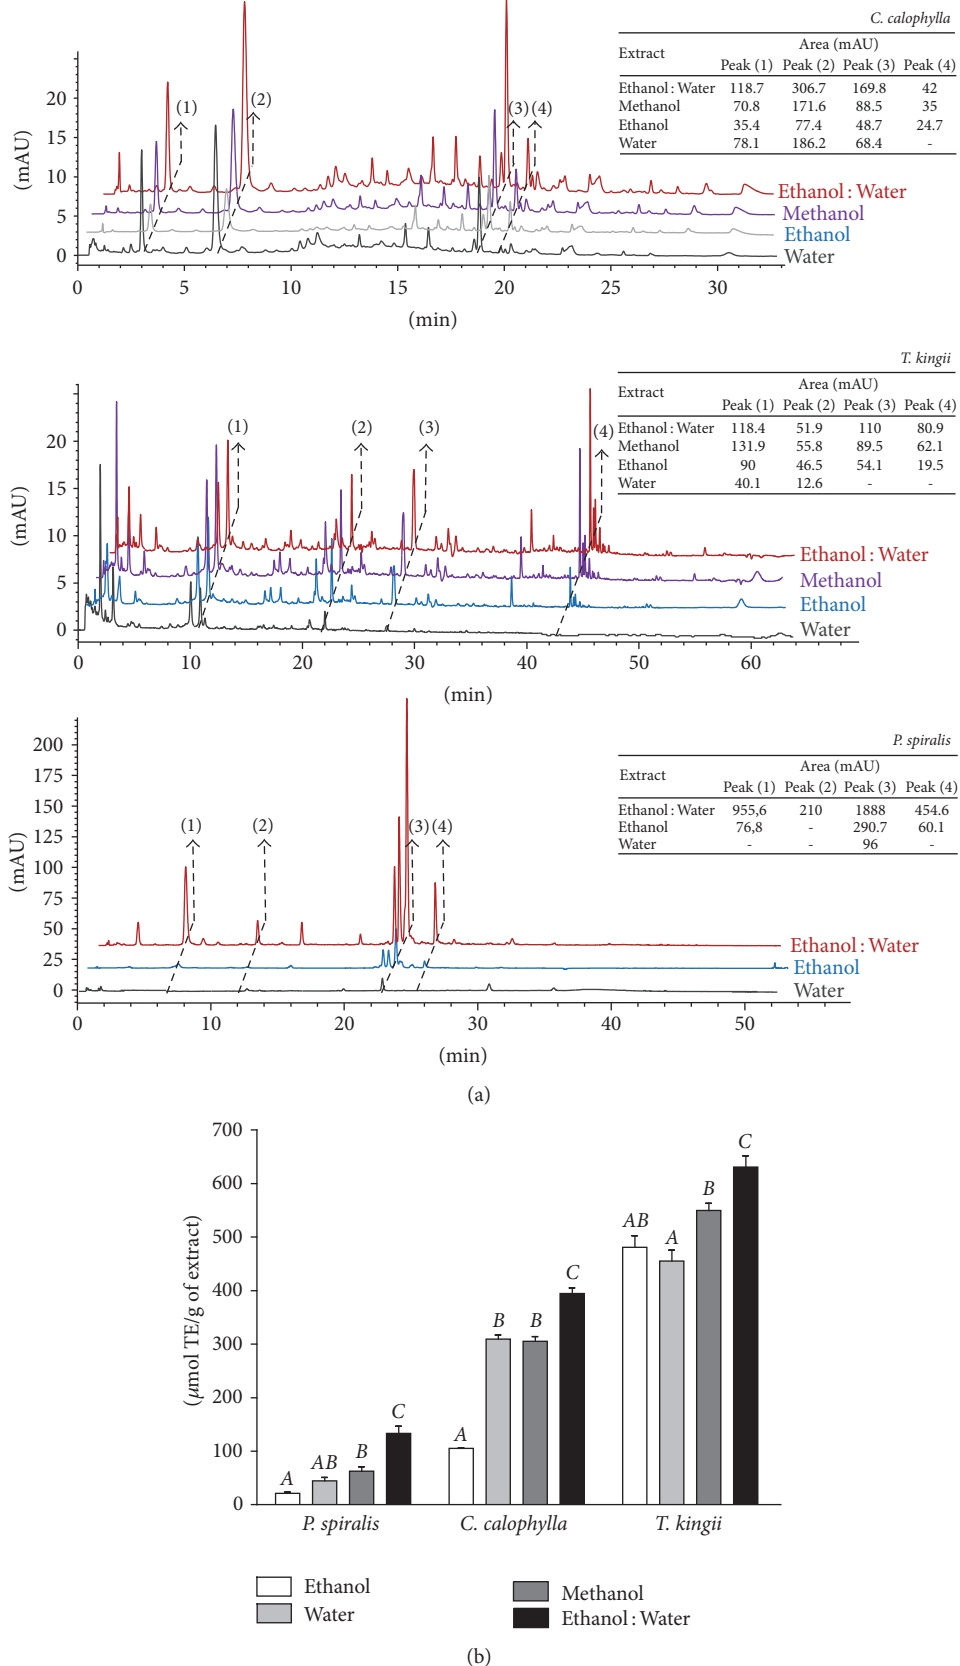 C. calophylla
Extract Area (mAU)
Peak (1) Peak (2) Peak (3) Peak (4)
Ethanol : Water 118.7 306.7 169.8 42
Methanol 70.8 171.6 88.5 35
Ethanol 35.4 77.4 48.7 24.7
Water 78.1 186.2 68.4 -
(mAU)
20
15
10
5
0
(1) (2) (3) (4)
Ethanol : Water
Methanol
Ethanol
Water
0 5 10 15 20 25 30
(min)
T. kingii
Extract Area (mAU)
Peak (1) Peak (2) Peak (3) Peak (4)
Ethanol : Water 118.4 51.9 110 80.9
Methanol 131.9 55.8 89.5 62.1
Ethanol 90 46.5 54.1 19.5
Water 40.1 12.6 - -
(mAU)
20
15
10
5
0
(1) (2) (3) (4)
Ethanol : Water
Methanol
Ethanol
Water
0 10 20 30 40 50 60
(min)
P. spiralis
Extract Area (mAU)
Peak (1) Peak (2) Peak (3) Peak (4)
Ethanol : Water 955,6 210 1888 454.6
Ethanol 76,8 - 290.7 60.1
Water - - 96 -
(mAU)
200
175
150
125
100
75
50
25
0
(1) (2) (3) (4)
Ethanol : Water
Ethanol
Water
0 10 20 30 40 50
(min)
(a)
(μmol TE/g of extract)
700
600
500
400
300
200
100
0
A AB B C
A B B C
AB A B C
P. spiralis C. calophylla T. kingii
Ethanol Methanol
Water Ethanol : Water
(b)